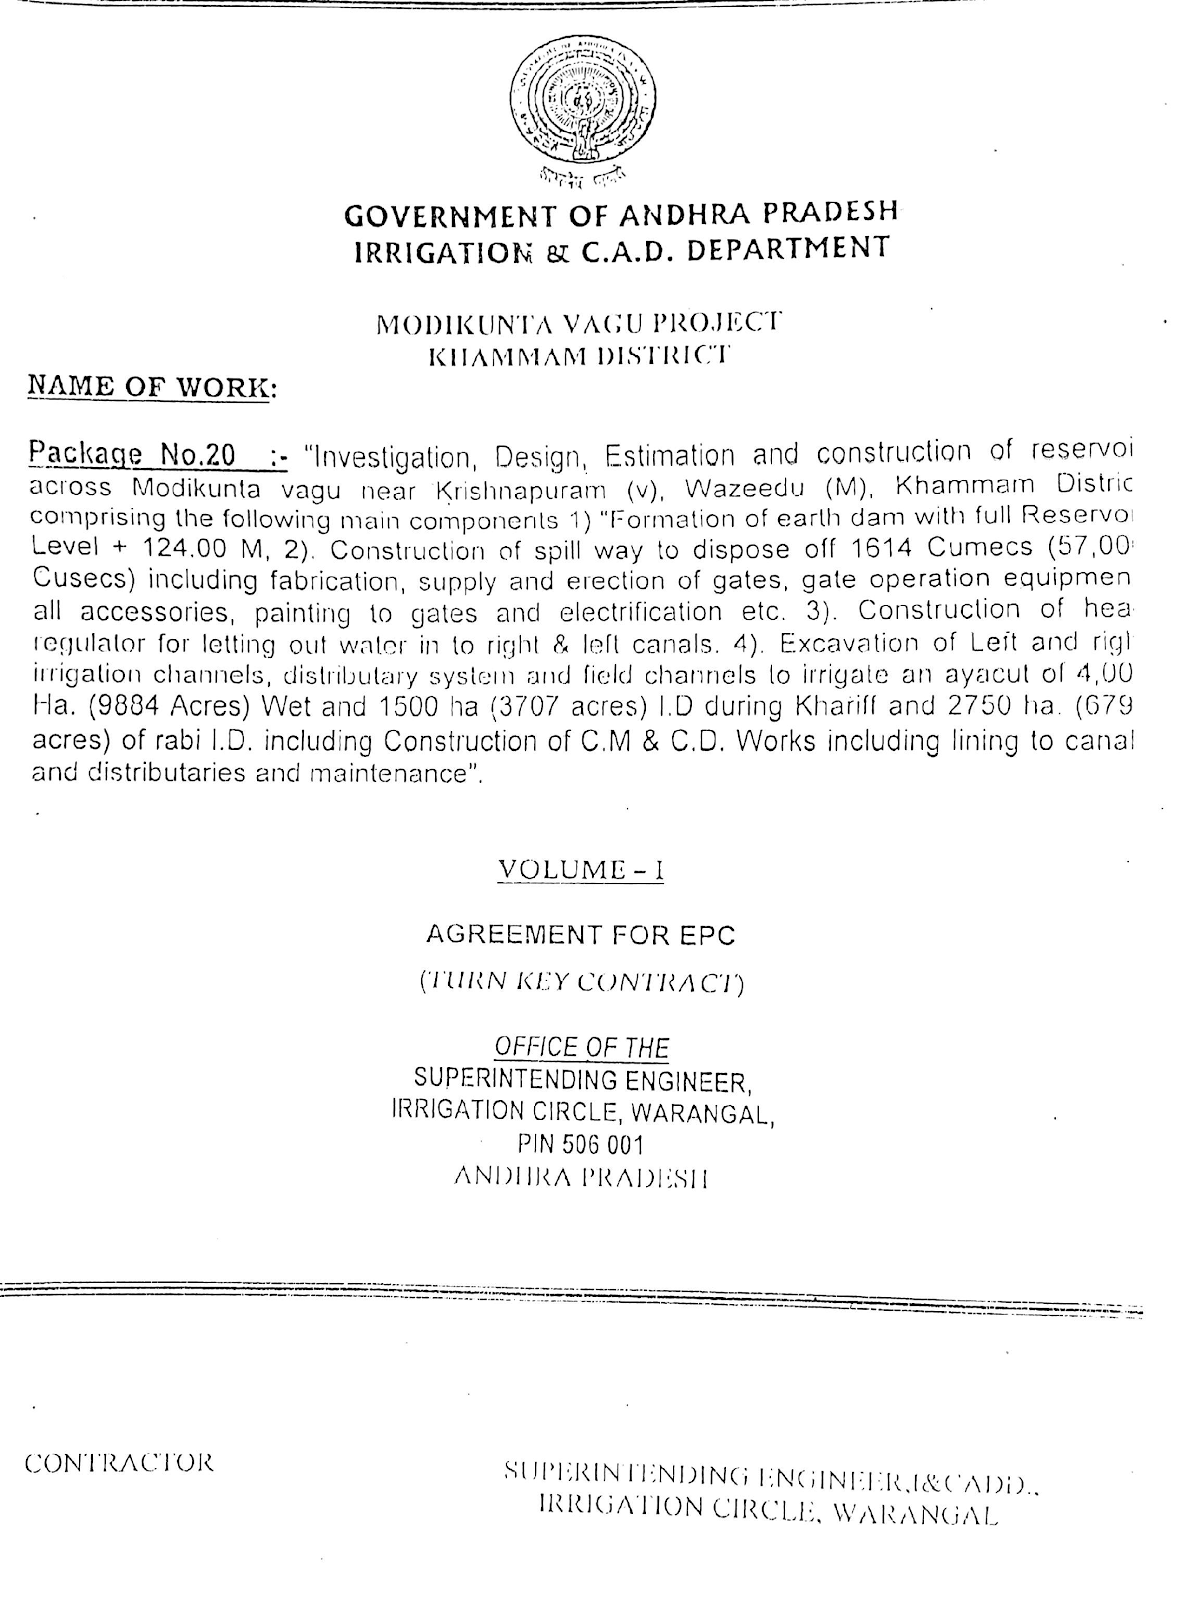 GOVERNMENT OF ANDHRA PRADESH
IRRIGATION & C.A.D. DEPARTMENT
MODIKUNTA VAGU PROJECT
KHAMMAM DISTRICT
NAME OF WORK:
Package No.20 :- "Investigation, Design, Estimation and construction of reservoi
across Modikunta vagu near Krishnapuram (v), Wazeedu (M), Khammam Distric
comprising the following main components 1) "Formation of earth dam with full Reservoi
Level + 124.00 M, 2). Construction of spill way to dispose off 1614 Cumecs (57,00
Cusecs) including fabrication, supply and erection of gates, gate operation equipmen
all accessories, painting to gates and electrification etc. 3). Construction of hea
regulator for letting out water in to right & left canals. 4). Excavation of Left and rigl
irrigation channels, distributary system and field channels to irrigate an ayacut of 4,00
Ha. (9884 Acres) Wet and 1500 ha (3707 acres) I.D during Khariff and 2750 ha. (679
acres) of rabi I.D. including Construction of C.M & C.D. Works including lining to canal
and distributaries and maintenance".
VOLUME – I
AGREEMENT FOR EPC
(TURN KEY CONTRACT)
OFFICE OF THE
SUPERINTENDING ENGINEER,
IRRIGATION CIRCLE, WARANGAL,
PIN 506 001
ANDHRA PRADESH
CONTRACTOR
SUPERINTENDING ENGINEER,I&CADD.,
IRRIGATION CIRCLE, WARANGAL